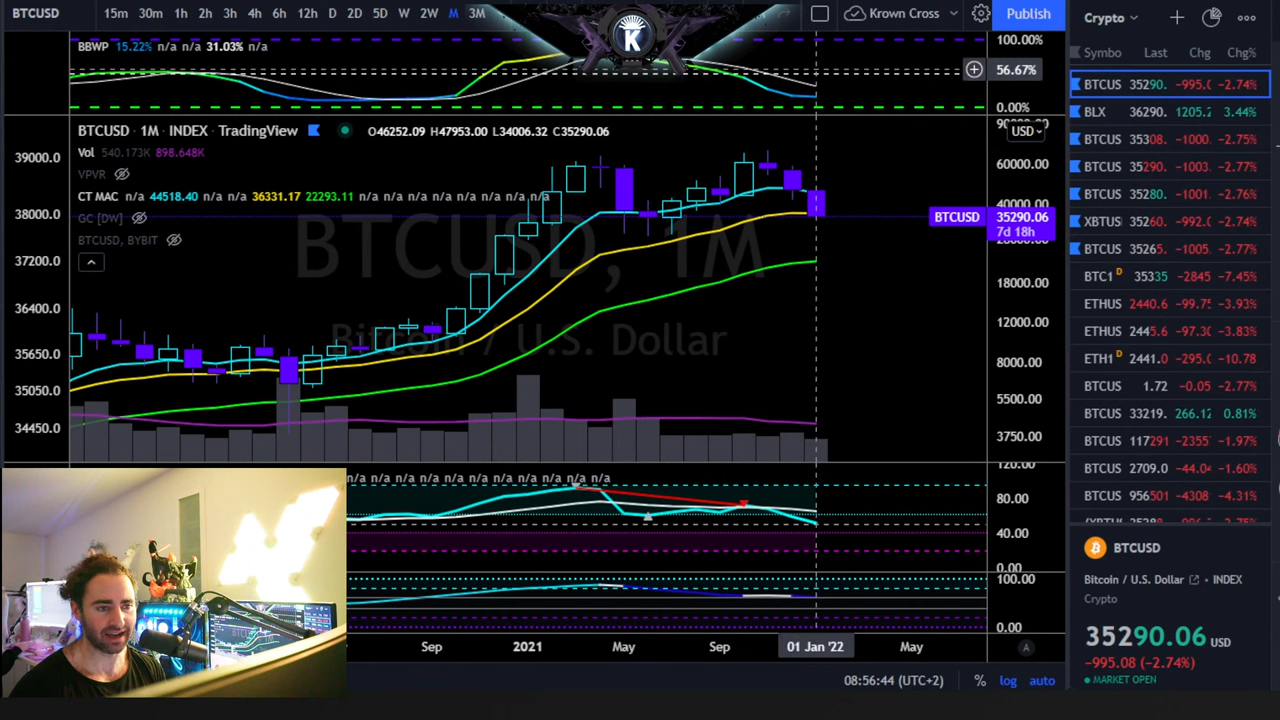 BTCUSD 15m 30m 1h 2h 3h 4h 6h 12h D 2D 5D W 2W M 3M Krown Cross Publish Crypto
K
BBWP 15.22% n/a n/a 31.03% n/a
100.00%
56.67%
0.00%
Symbo Last Chg Chg%
BTCUSD · 1M · INDEX · TradingView O46252.09 H47953.00 L34006.32 C35290.06
Vol 540.173K 898.648K
VPVR
CT MAC n/a 44518.40 n/a n/a 36331.17 22293.11 n/a n/a n/a n/a n/a n/a n/a n/a n/a n/a
GC [DW]
BTCUSD, BYBIT
BTCUSD, 1M
Bitcoin / U.S. Dollar
39000.0
38000.0
37200.0
36400.0
35650.0
35050.0
34450.0
USD
60000.00
40000.00
BTCUSD 35290.06
7d 18h
18000.00
12000.00
8000.00
5500.00
3750.00
BTCUS 35290. -995.0 -2.74%
BLX 36290. 1205.2 3.44%
BTCUS 35308. -1000. -2.75%
BTCUS 35290. -1003. -2.77%
BTCUS 35280. -1001. -2.76%
XBTUS 35260. -992.0 -2.74%
BTCUS 35265. -1005. -2.77%
BTC1 D 35335 -2845 -7.45%
ETHUS 2440.6 -99.75 -3.93%
ETHUS 2445.6 -97.30 -3.83%
ETH1 D 2441.0 -295.0 -10.78
BTCUS 1.72 -0.05 -2.77%
BTCUS 33219. 266.12 0.81%
BTCUS 117291 -2355 -1.97%
BTCUS 2709.0 -44.04 -1.60%
BTCUS 956501 -4308 -4.31%
n/a n/a n/a n/a n/a n/a n/a n/a n/a n/a n/a
120.00
80.00
40.00
0.00
100.00
0.00
Sep 2021 May Sep 01 Jan '22 May A
08:56:44 (UTC+2) % log auto
BTCUSD
Bitcoin / U.S. Dollar · INDEX
Crypto
35290.06 USD
-995.08 (-2.74%)
MARKET OPEN